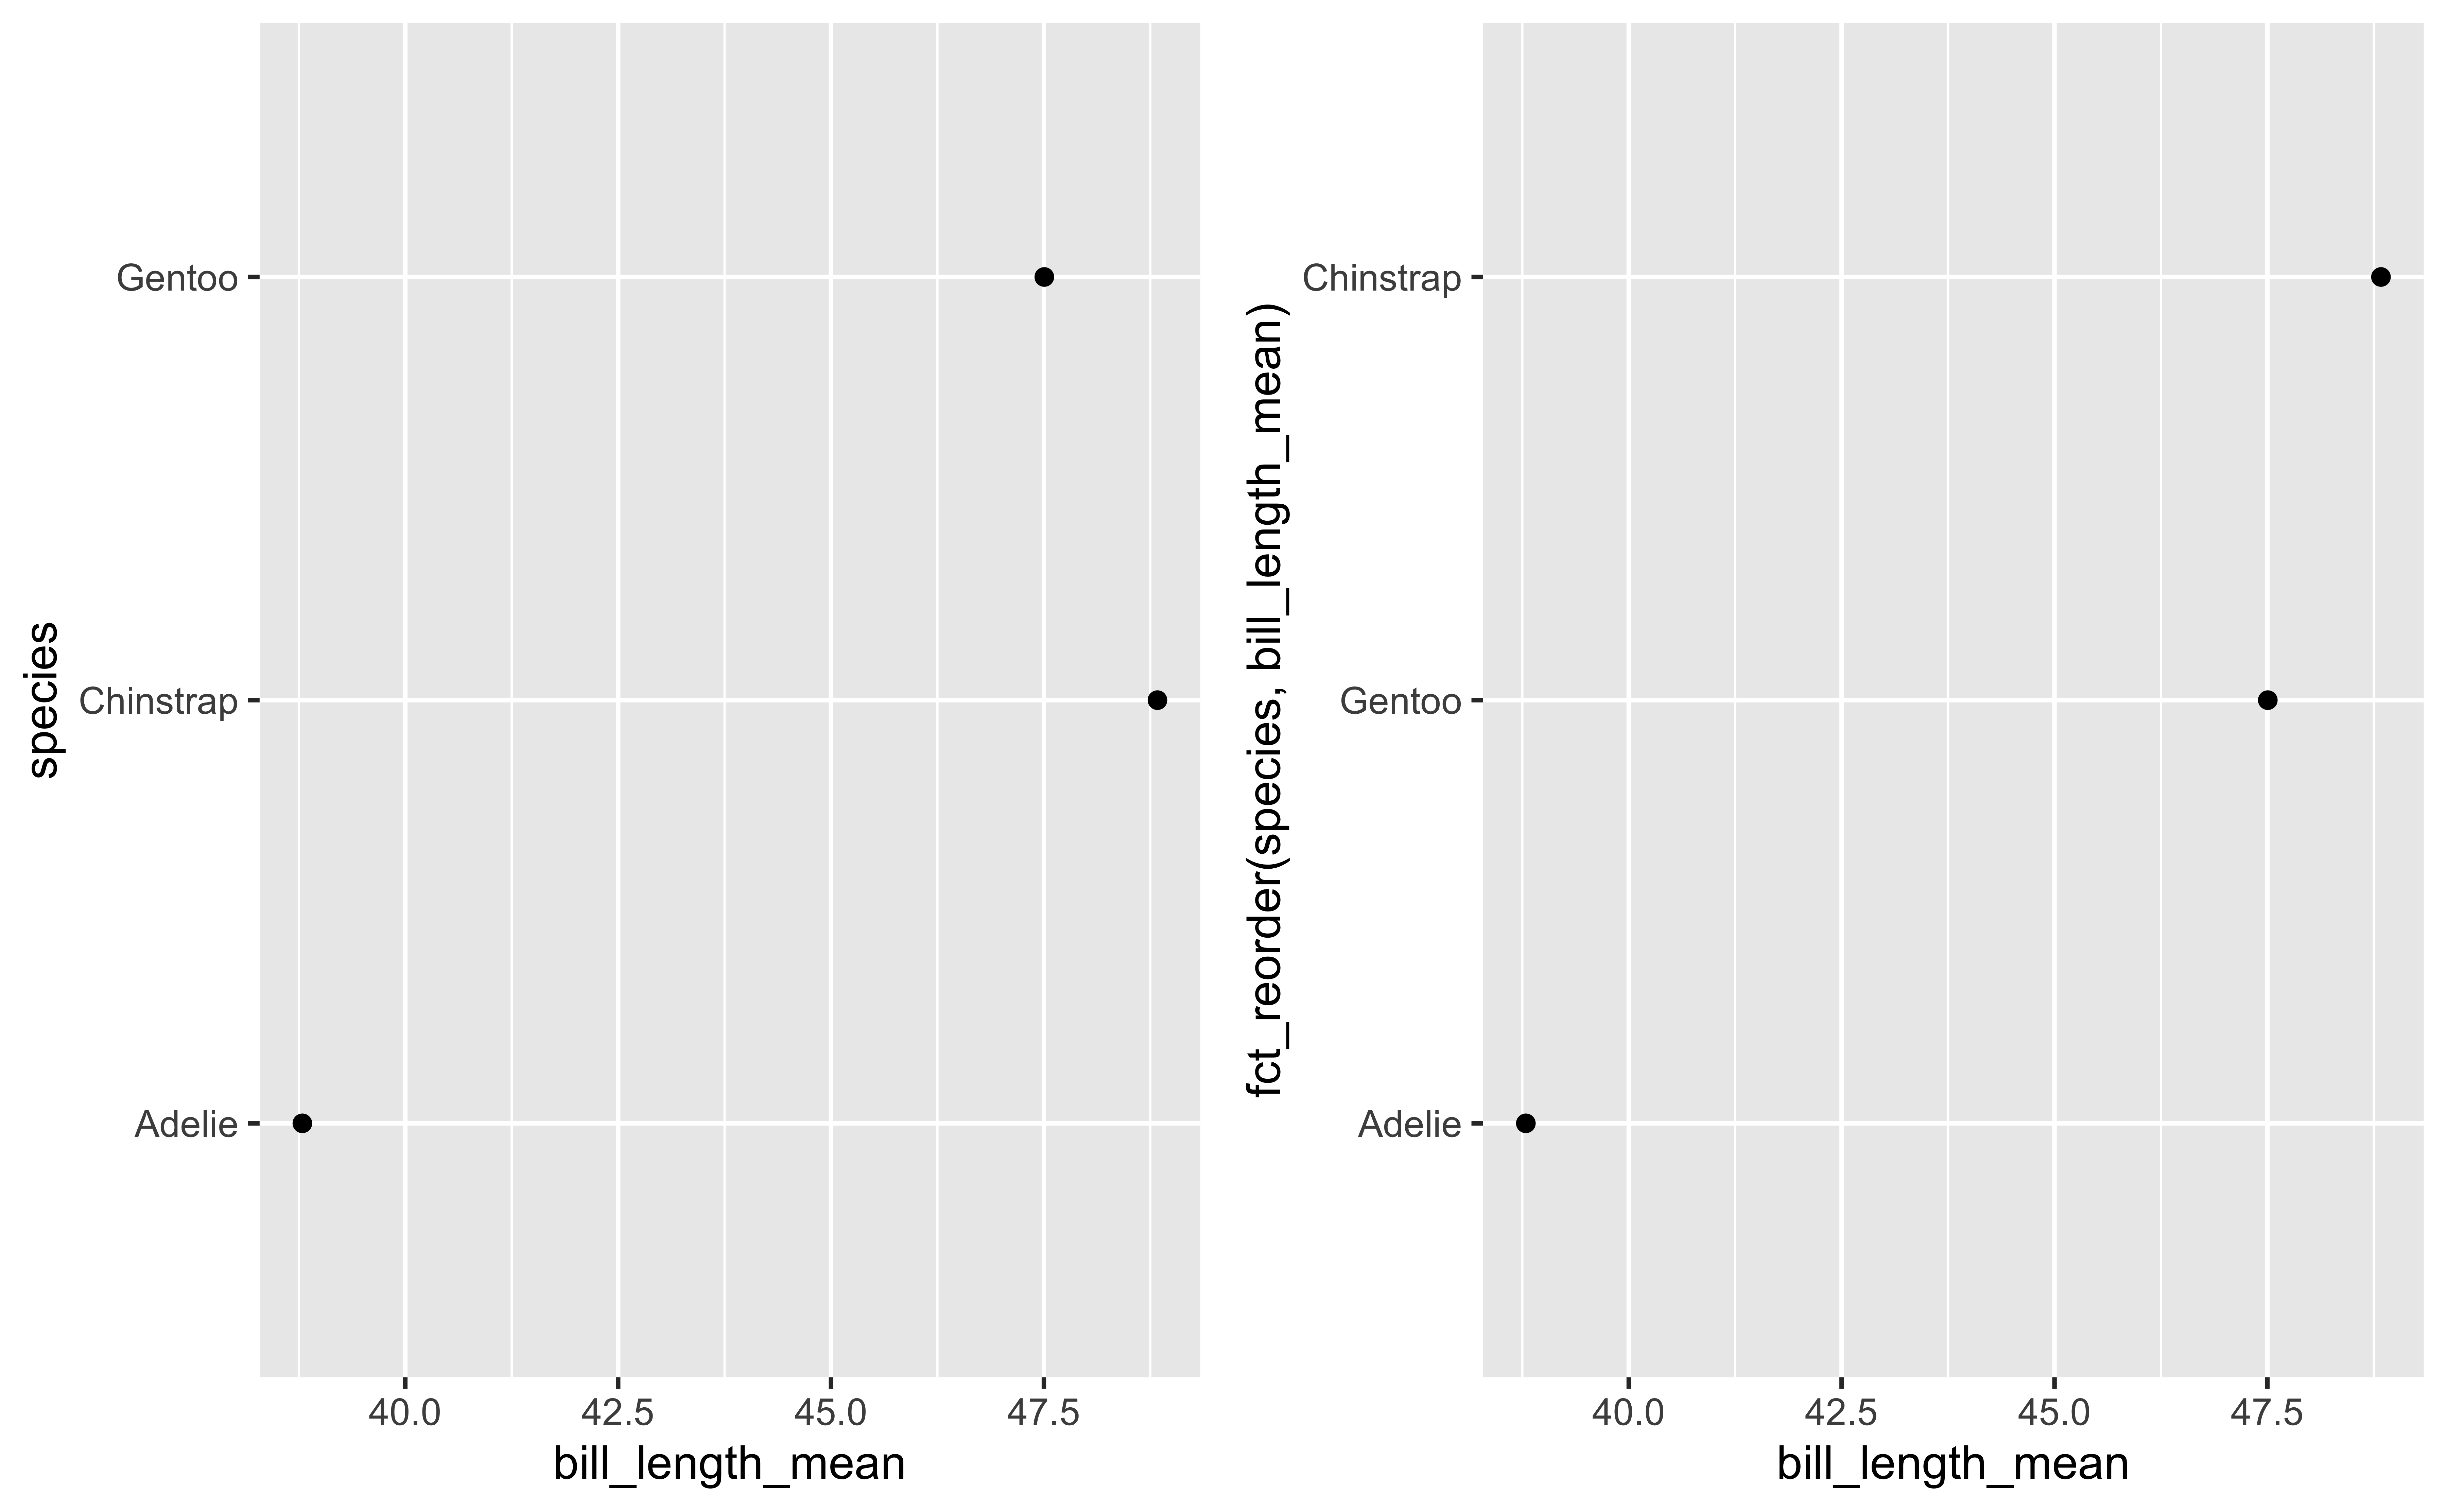 species
Gentoo
Chinstrap
Adelie
40.0 42.5 45.0 47.5
bill_length_mean
fct_reorder(species, bill_length_mean)
Chinstrap
Gentoo
Adelie
40.0 42.5 45.0 47.5
bill_length_mean